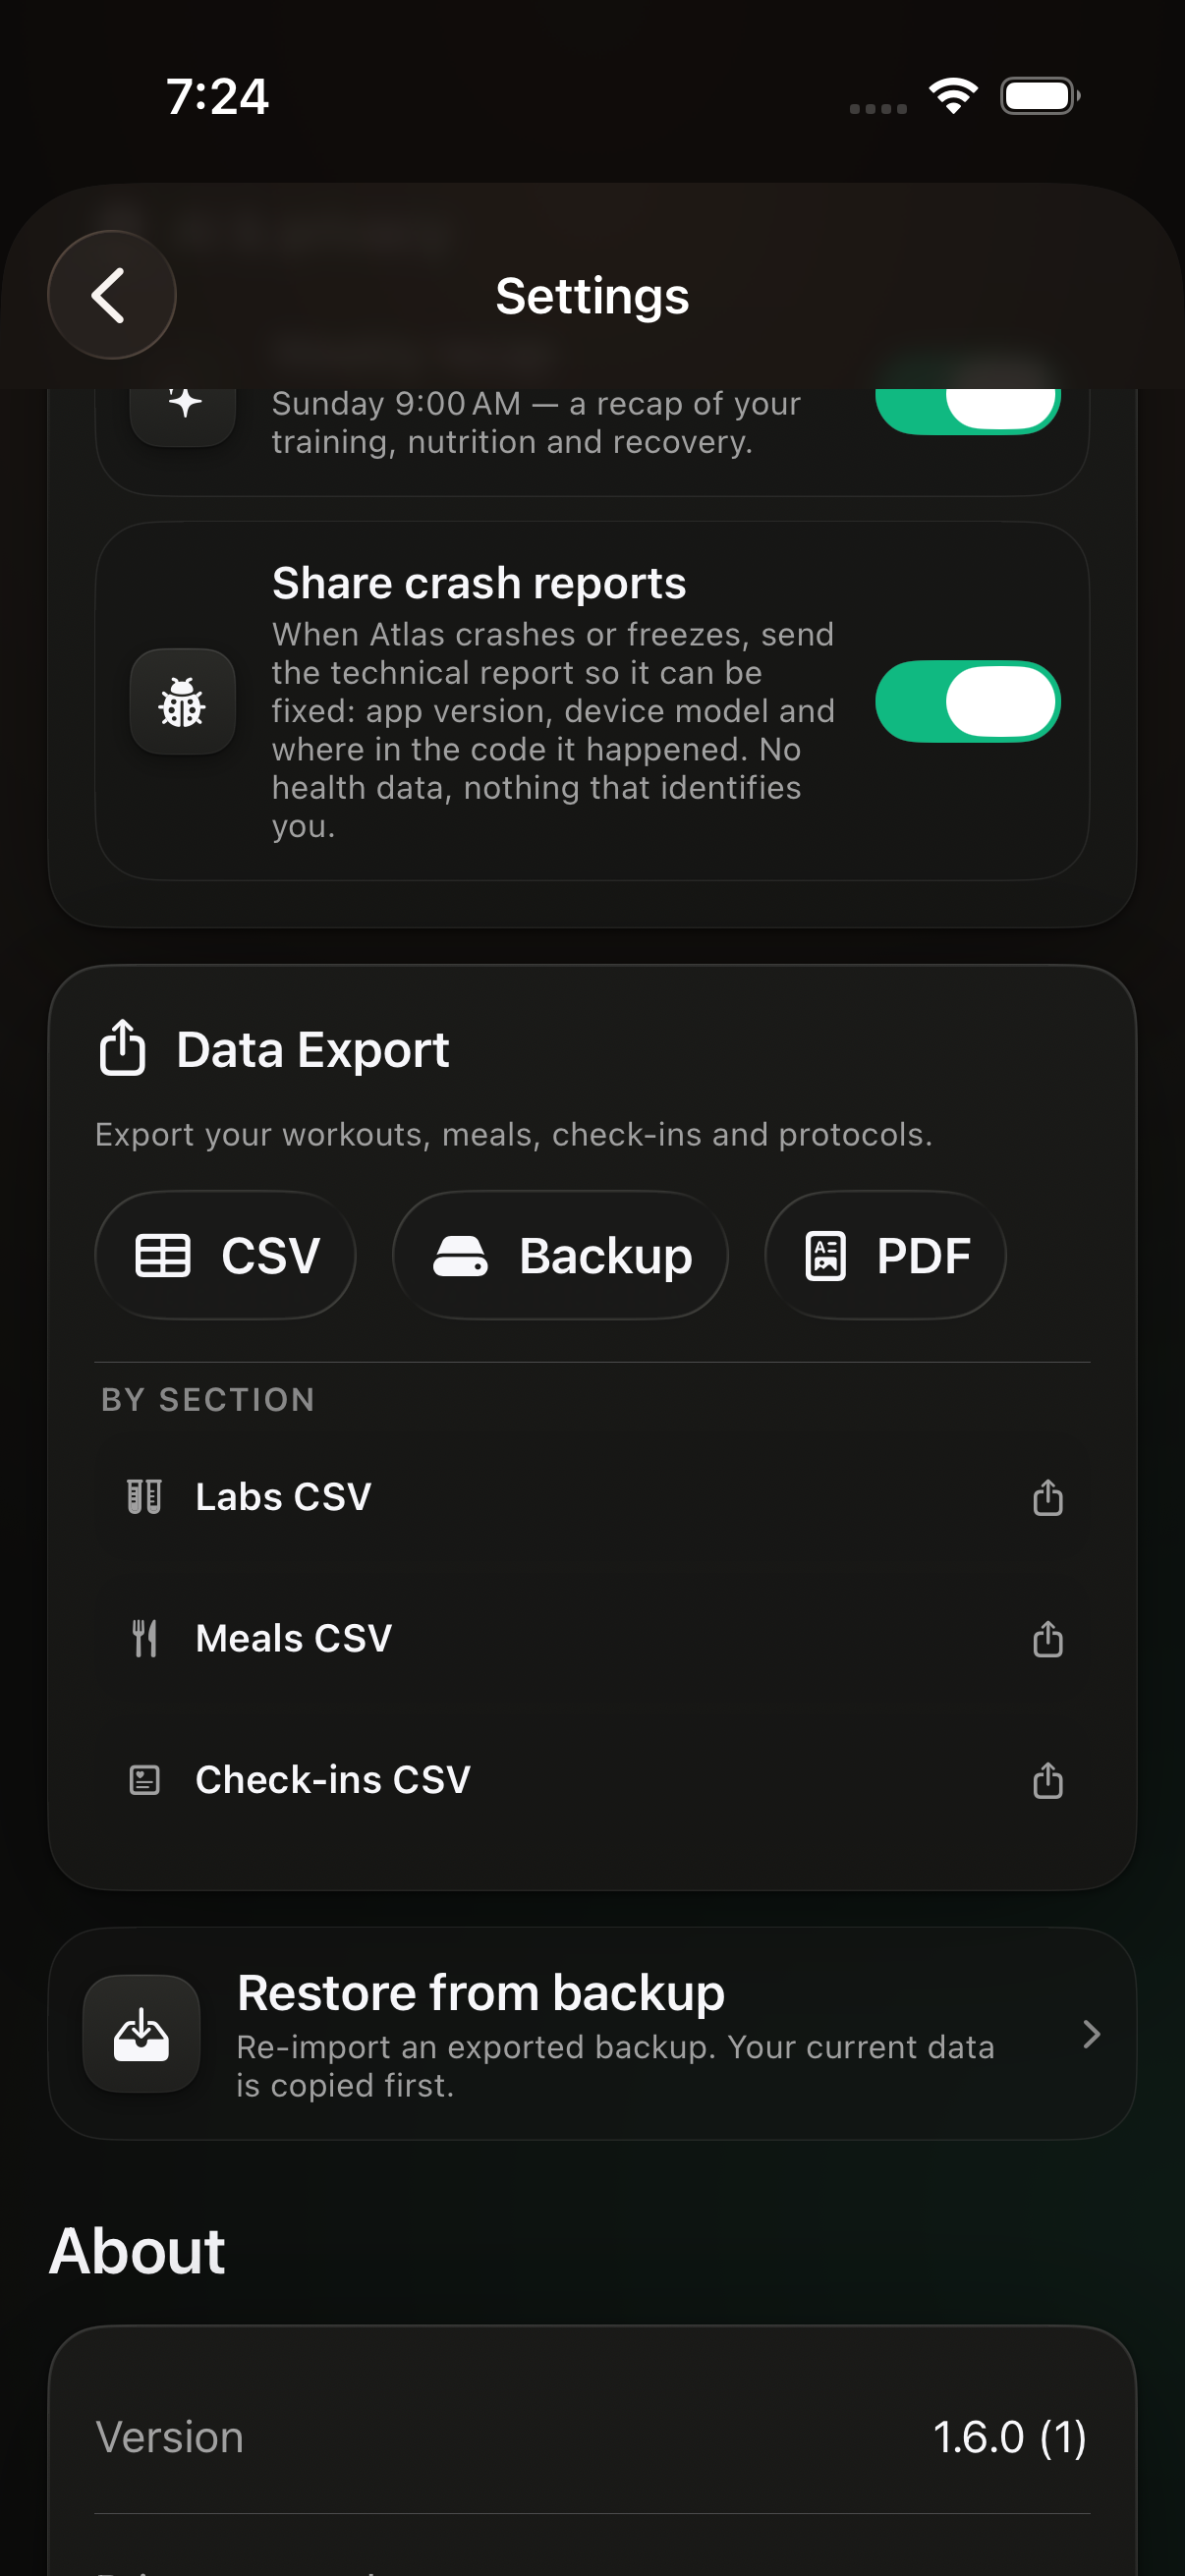 7:24
Settings
Sunday 9:00 AM — a recap of your
training, nutrition and recovery.
Share crash reports
When Atlas crashes or freezes, send
the technical report so it can be
fixed: app version, device model and
where in the code it happened. No
health data, nothing that identifies
you.
Data Export
Export your workouts, meals, check-ins and protocols.
CSV
Backup
PDF
BY SECTION
Labs CSV
Meals CSV
Check-ins CSV
Restore from backup
Re-import an exported backup. Your current data
is copied first.
About
Version
1.6.0 (1)